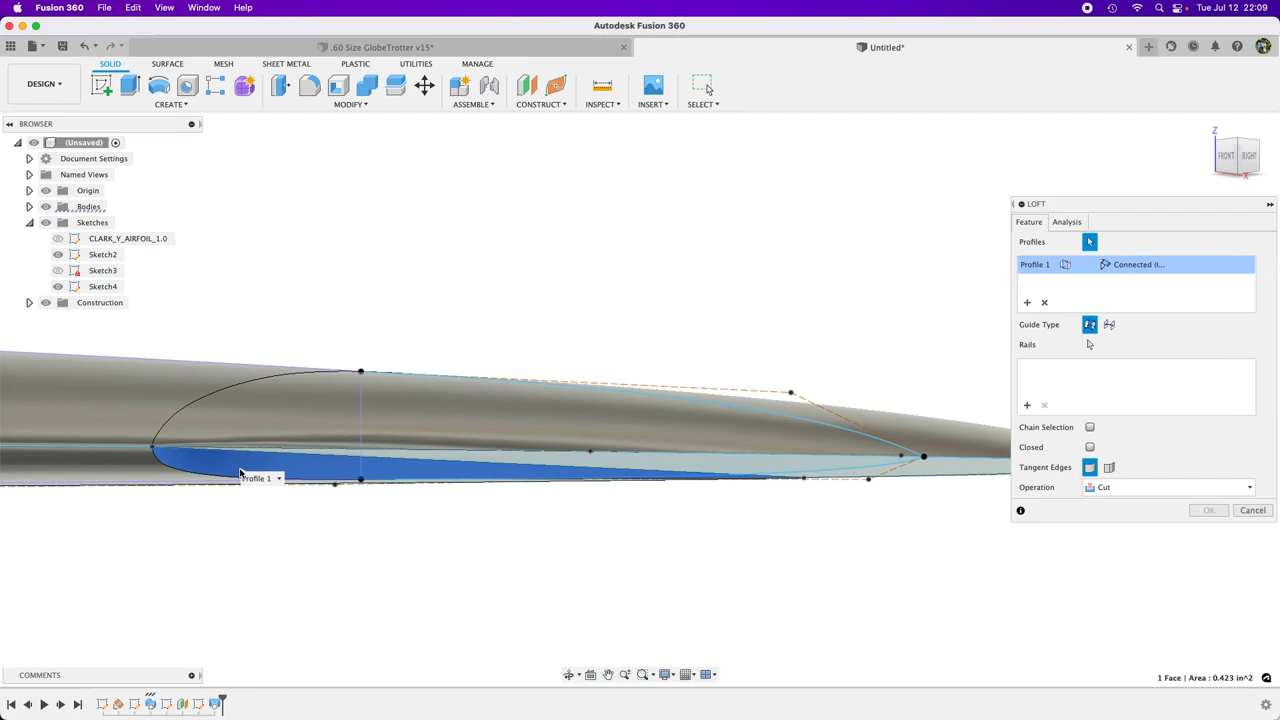 Fusion 360 File Edit View Window Help Tue Jul 12 22:09
Autodesk Fusion 360
.60 Size GlobeTrotter v15* Untitled*
SOLID SURFACE MESH SHEET METAL PLASTIC UTILITIES MANAGE
DESIGN
CREATE MODIFY ASSEMBLE CONSTRUCT INSPECT INSERT SELECT
BROWSER
(Unsaved)
Document Settings
Named Views
Origin
Bodies
Sketches
CLARK_Y_AIRFOIL_1.0
Sketch2
Sketch3
Sketch4
Construction
Z
FRONT RIGHT
X
LOFT
Feature Analysis
Profiles
Profile 1 Connected (i...
Guide Type
Rails
Chain Selection
Closed
Tangent Edges
Operation Cut
OK Cancel
Profile 1
COMMENTS
1 Face | Area : 0.423 in^2